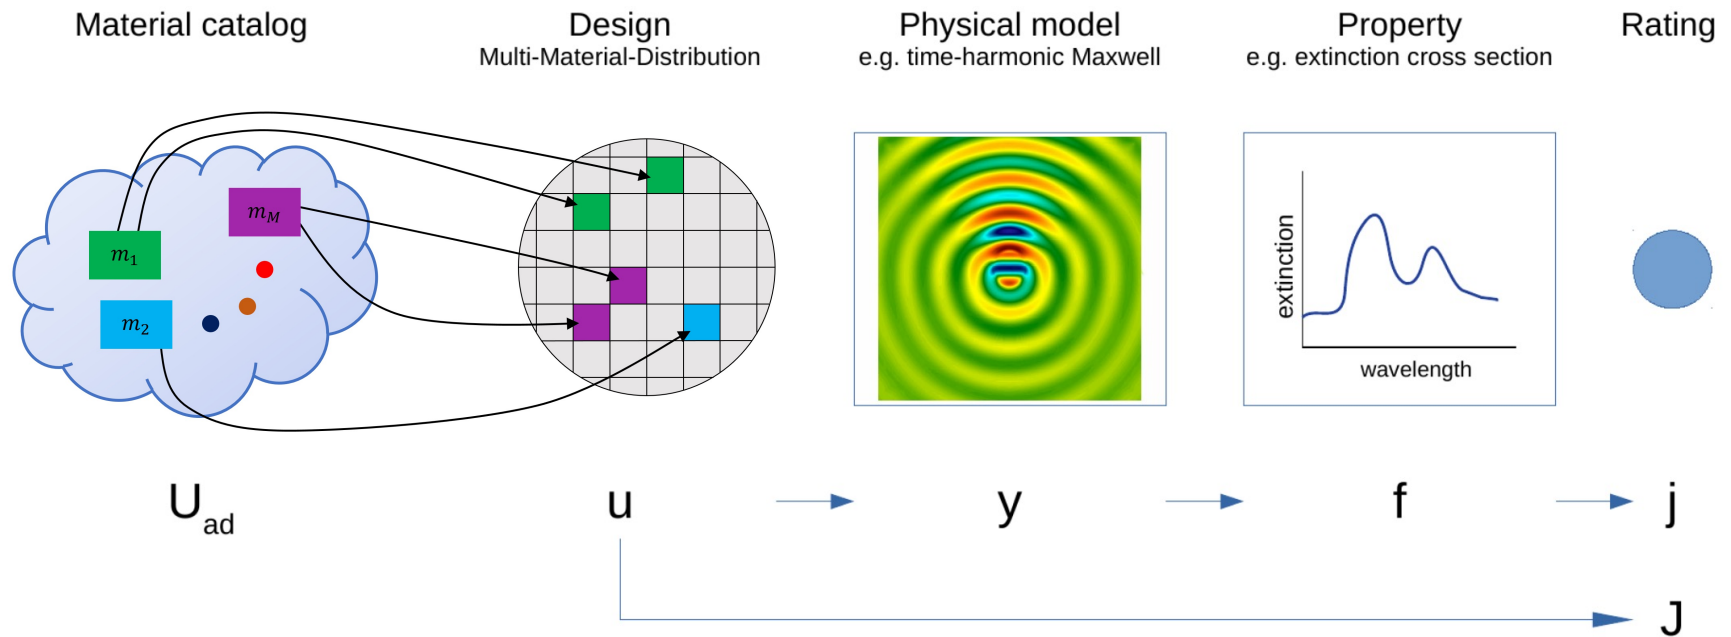 Material catalog
Design
Multi-Material-Distribution
Physical model
e.g. time-harmonic Maxwell
Property
e.g. extinction cross section
Rating
m_M
m_1
m_2
extinction
wavelength
U_ad
u
y
f
j
J